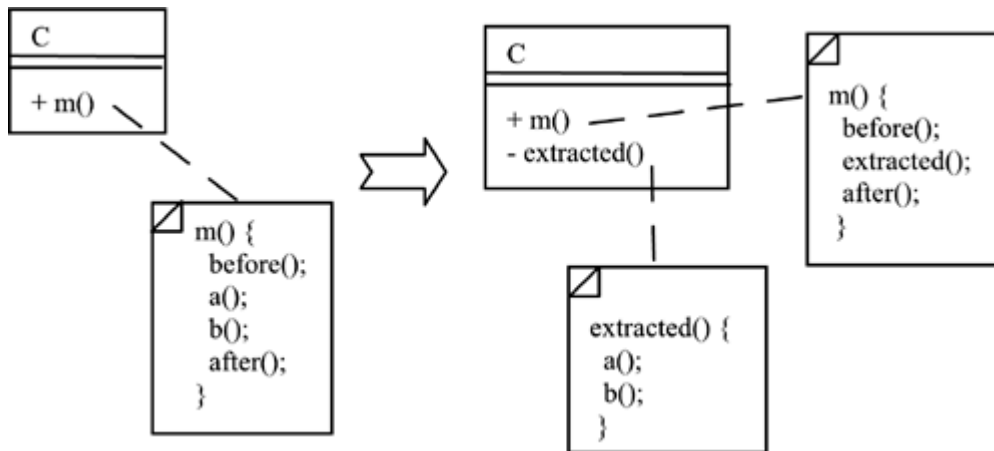 C
+ m()
m() {
before();
a();
b();
after();
}
C
+ m()
- extracted()
m() {
before();
extracted();
after();
}
extracted() {
a();
b();
}